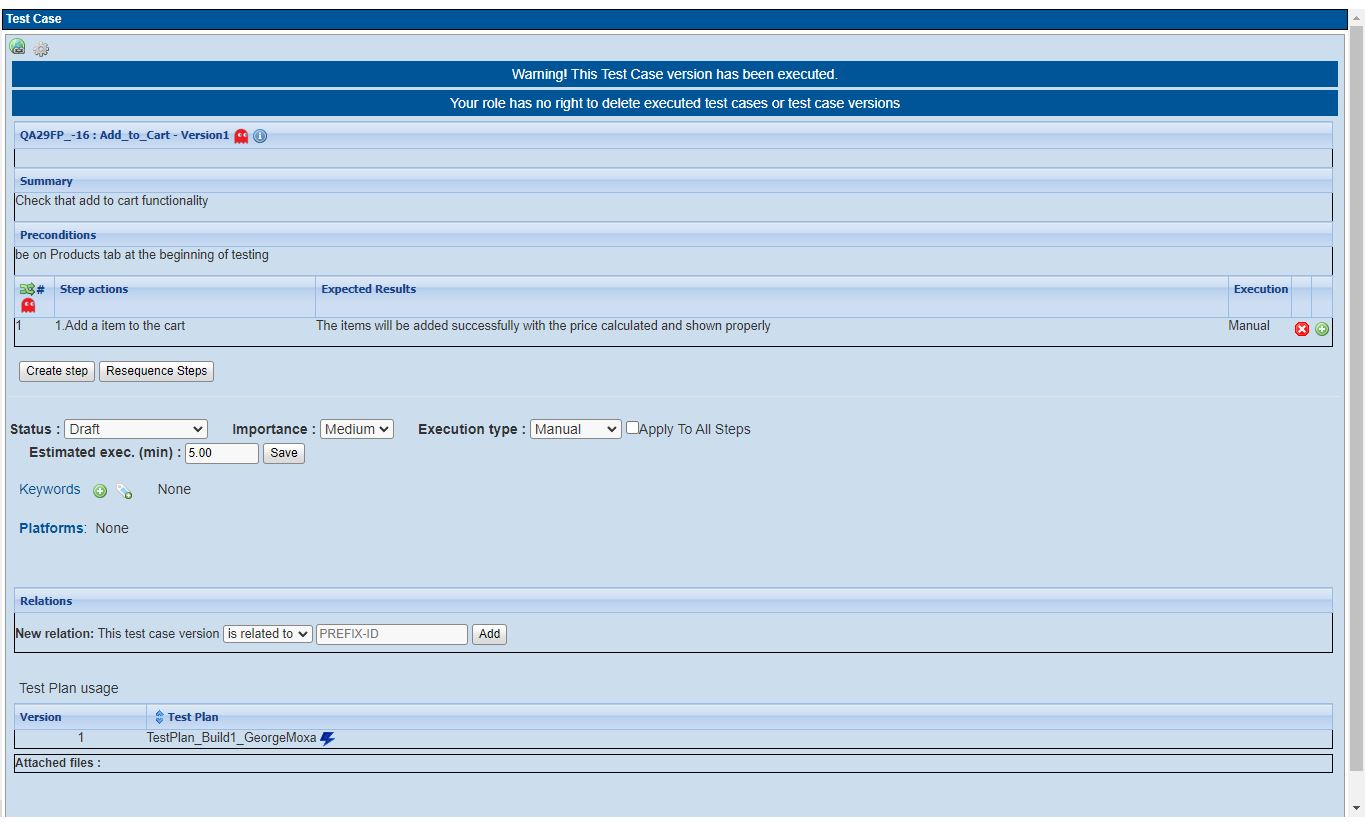 Test Case
Warning! This Test Case version has been executed.
Your role has no right to delete executed test cases or test case versions
QA29FP_-16 : Add_to_Cart - Version1
Summary
Check that add to cart functionality
Preconditions
be on Products tab at the beginning of testing
# Step actions Expected Results Execution
1 1.Add a item to the cart The items will be added successfully with the price calculated and shown properly Manual
Create step Resequence Steps
Status : Draft Importance : Medium Execution type : Manual Apply To All Steps
Estimated exec. (min) : 5.00 Save
Keywords None
Platforms: None
Relations
New relation: This test case version is related to PREFIX-ID Add
Test Plan usage
Version Test Plan
1 TestPlan_Build1_GeorgeMoxa
Attached files :